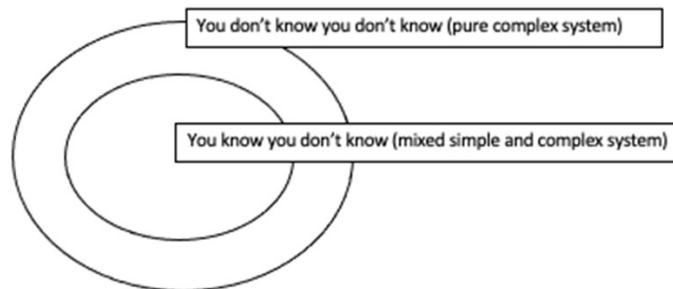 You don’t know you don’t know (pure complex system)
You know you don’t know (mixed simple and complex system)